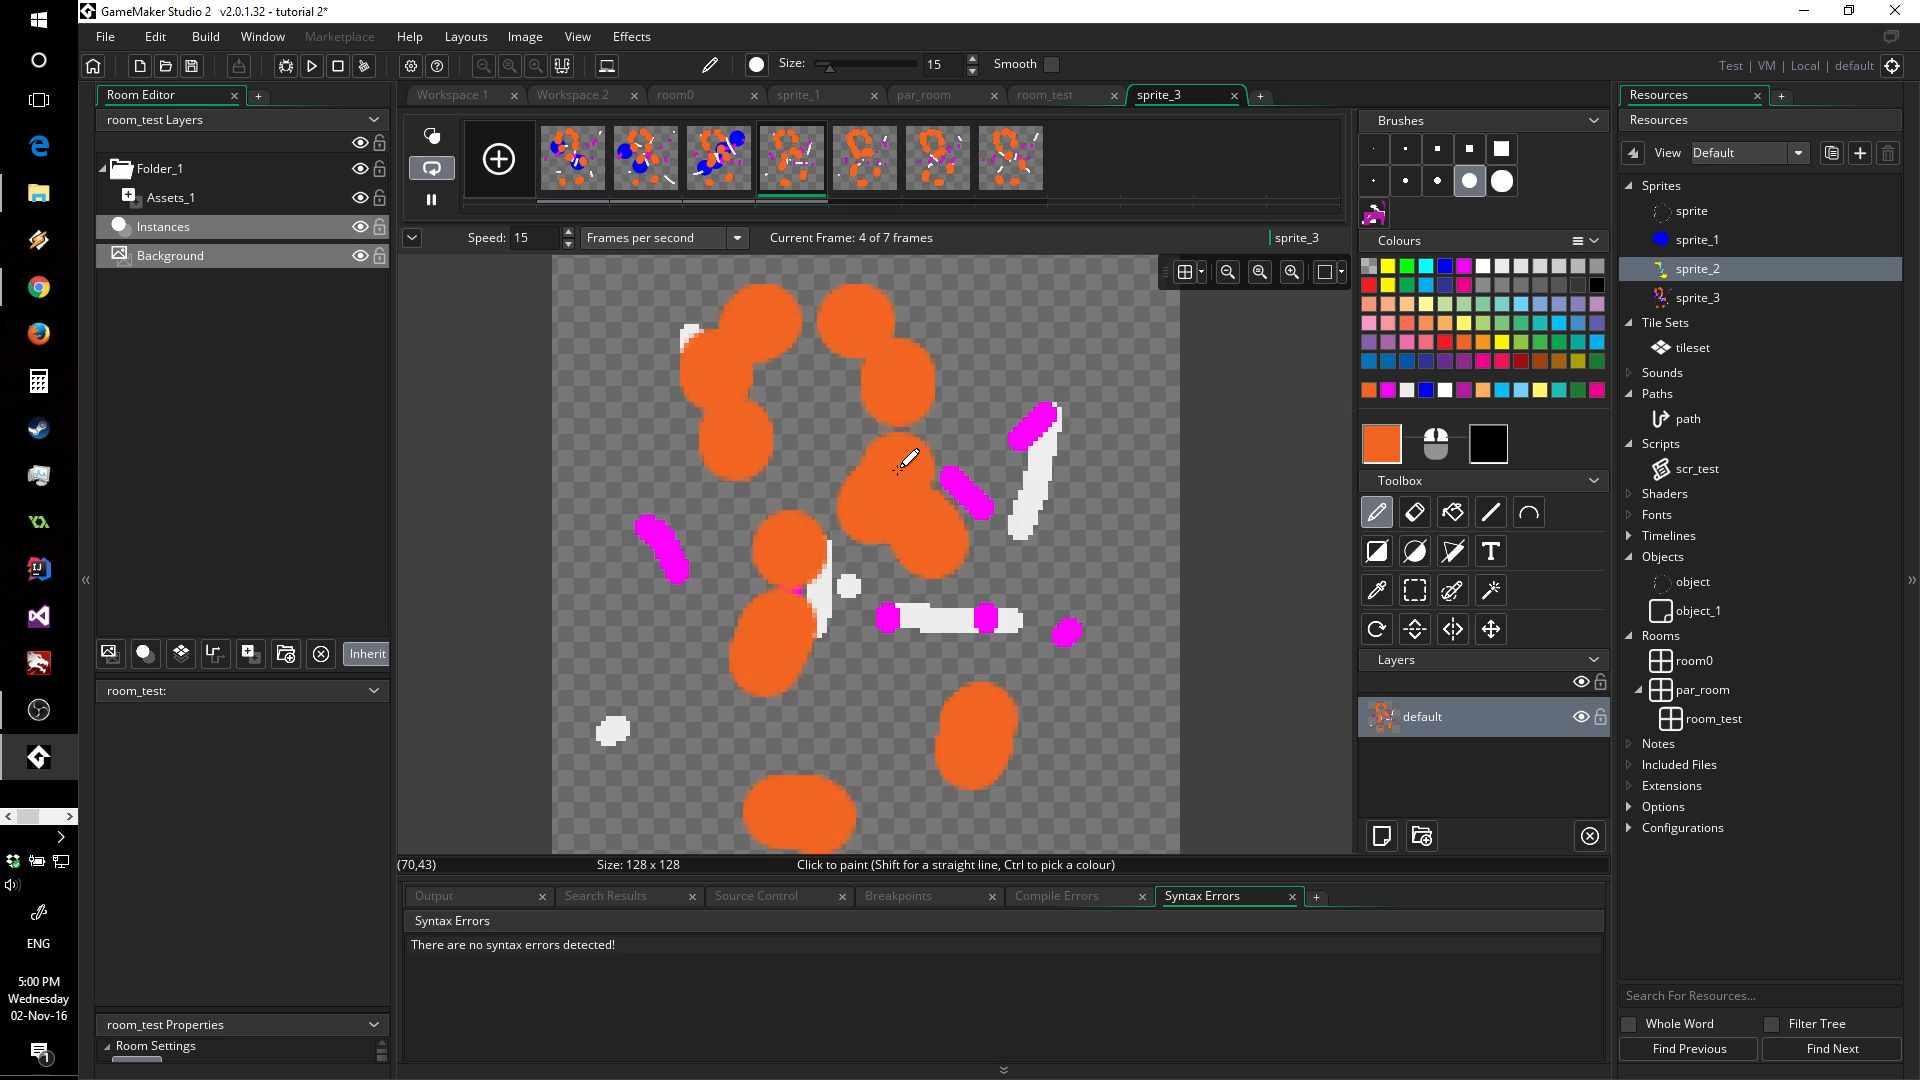 GameMaker Studio 2   v2.0.1.32 - tutorial 2*
File Edit Build Window Marketplace Help Layouts Image View Effects
Size: 15 Smooth
Test | VM | Local | default
Room Editor
Workspace 1
Workspace 2
room0
sprite_1
par_room
room_test
sprite_3
Resources
room_test Layers
Folder_1
Assets_1
Instances
Background
Inherit
room_test:
room_test Properties
Room Settings
Speed: 15 Frames per second Current Frame: 4 of 7 frames sprite_3
(70,43) Size: 128 x 128 Click to paint (Shift for a straight line, Ctrl to pick a colour)
Output
Search Results
Source Control
Breakpoints
Compile Errors
Syntax Errors
Syntax Errors
There are no syntax errors detected!
Brushes
Colours
Toolbox
T
Layers
default
Resources
View Default
Sprites
sprite
sprite_1
sprite_2
sprite_3
Tile Sets
tileset
Sounds
Paths
path
Scripts
scr_test
Shaders
Fonts
Timelines
Objects
object
object_1
Rooms
room0
par_room
room_test
Notes
Included Files
Extensions
Options
Configurations
Search For Resources...
Whole Word Filter Tree
Find Previous Find Next
ENG
5:00 PM
Wednesday
02-Nov-16
1